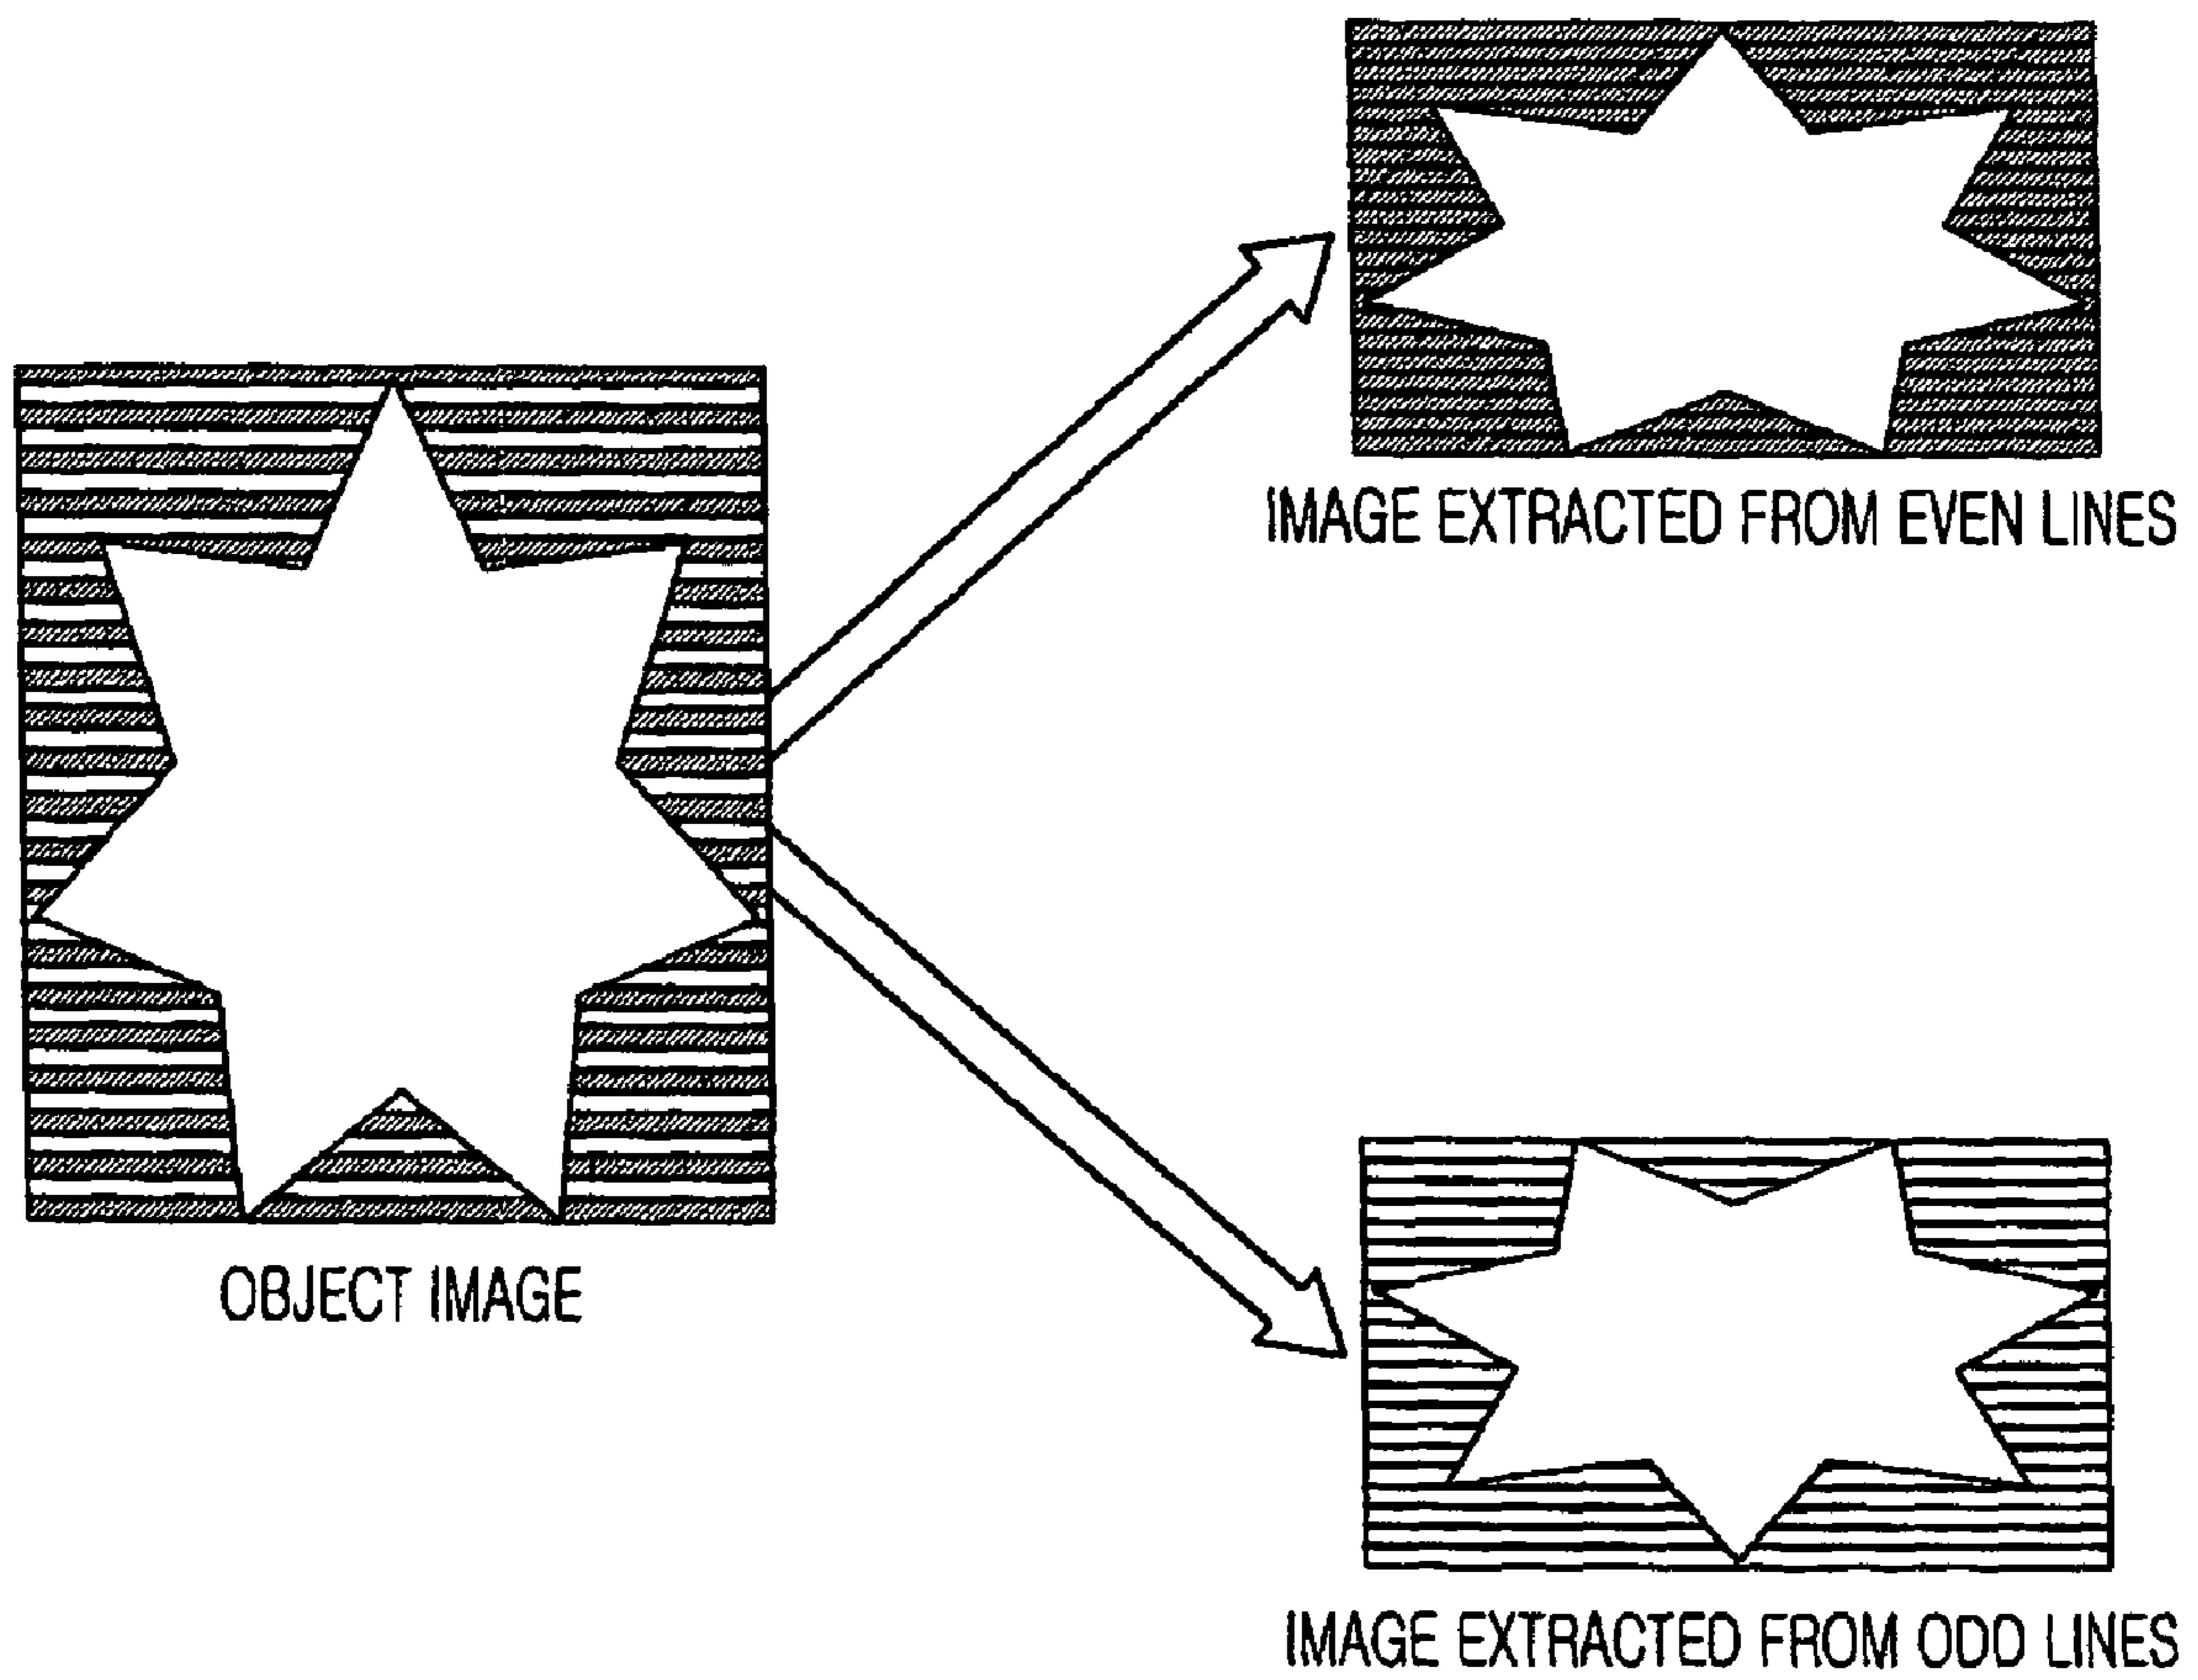 IMAGE EXTRACTED FROM EVEN LINES
OBJECT IMAGE
IMAGE EXTRACTED FROM ODD LINES